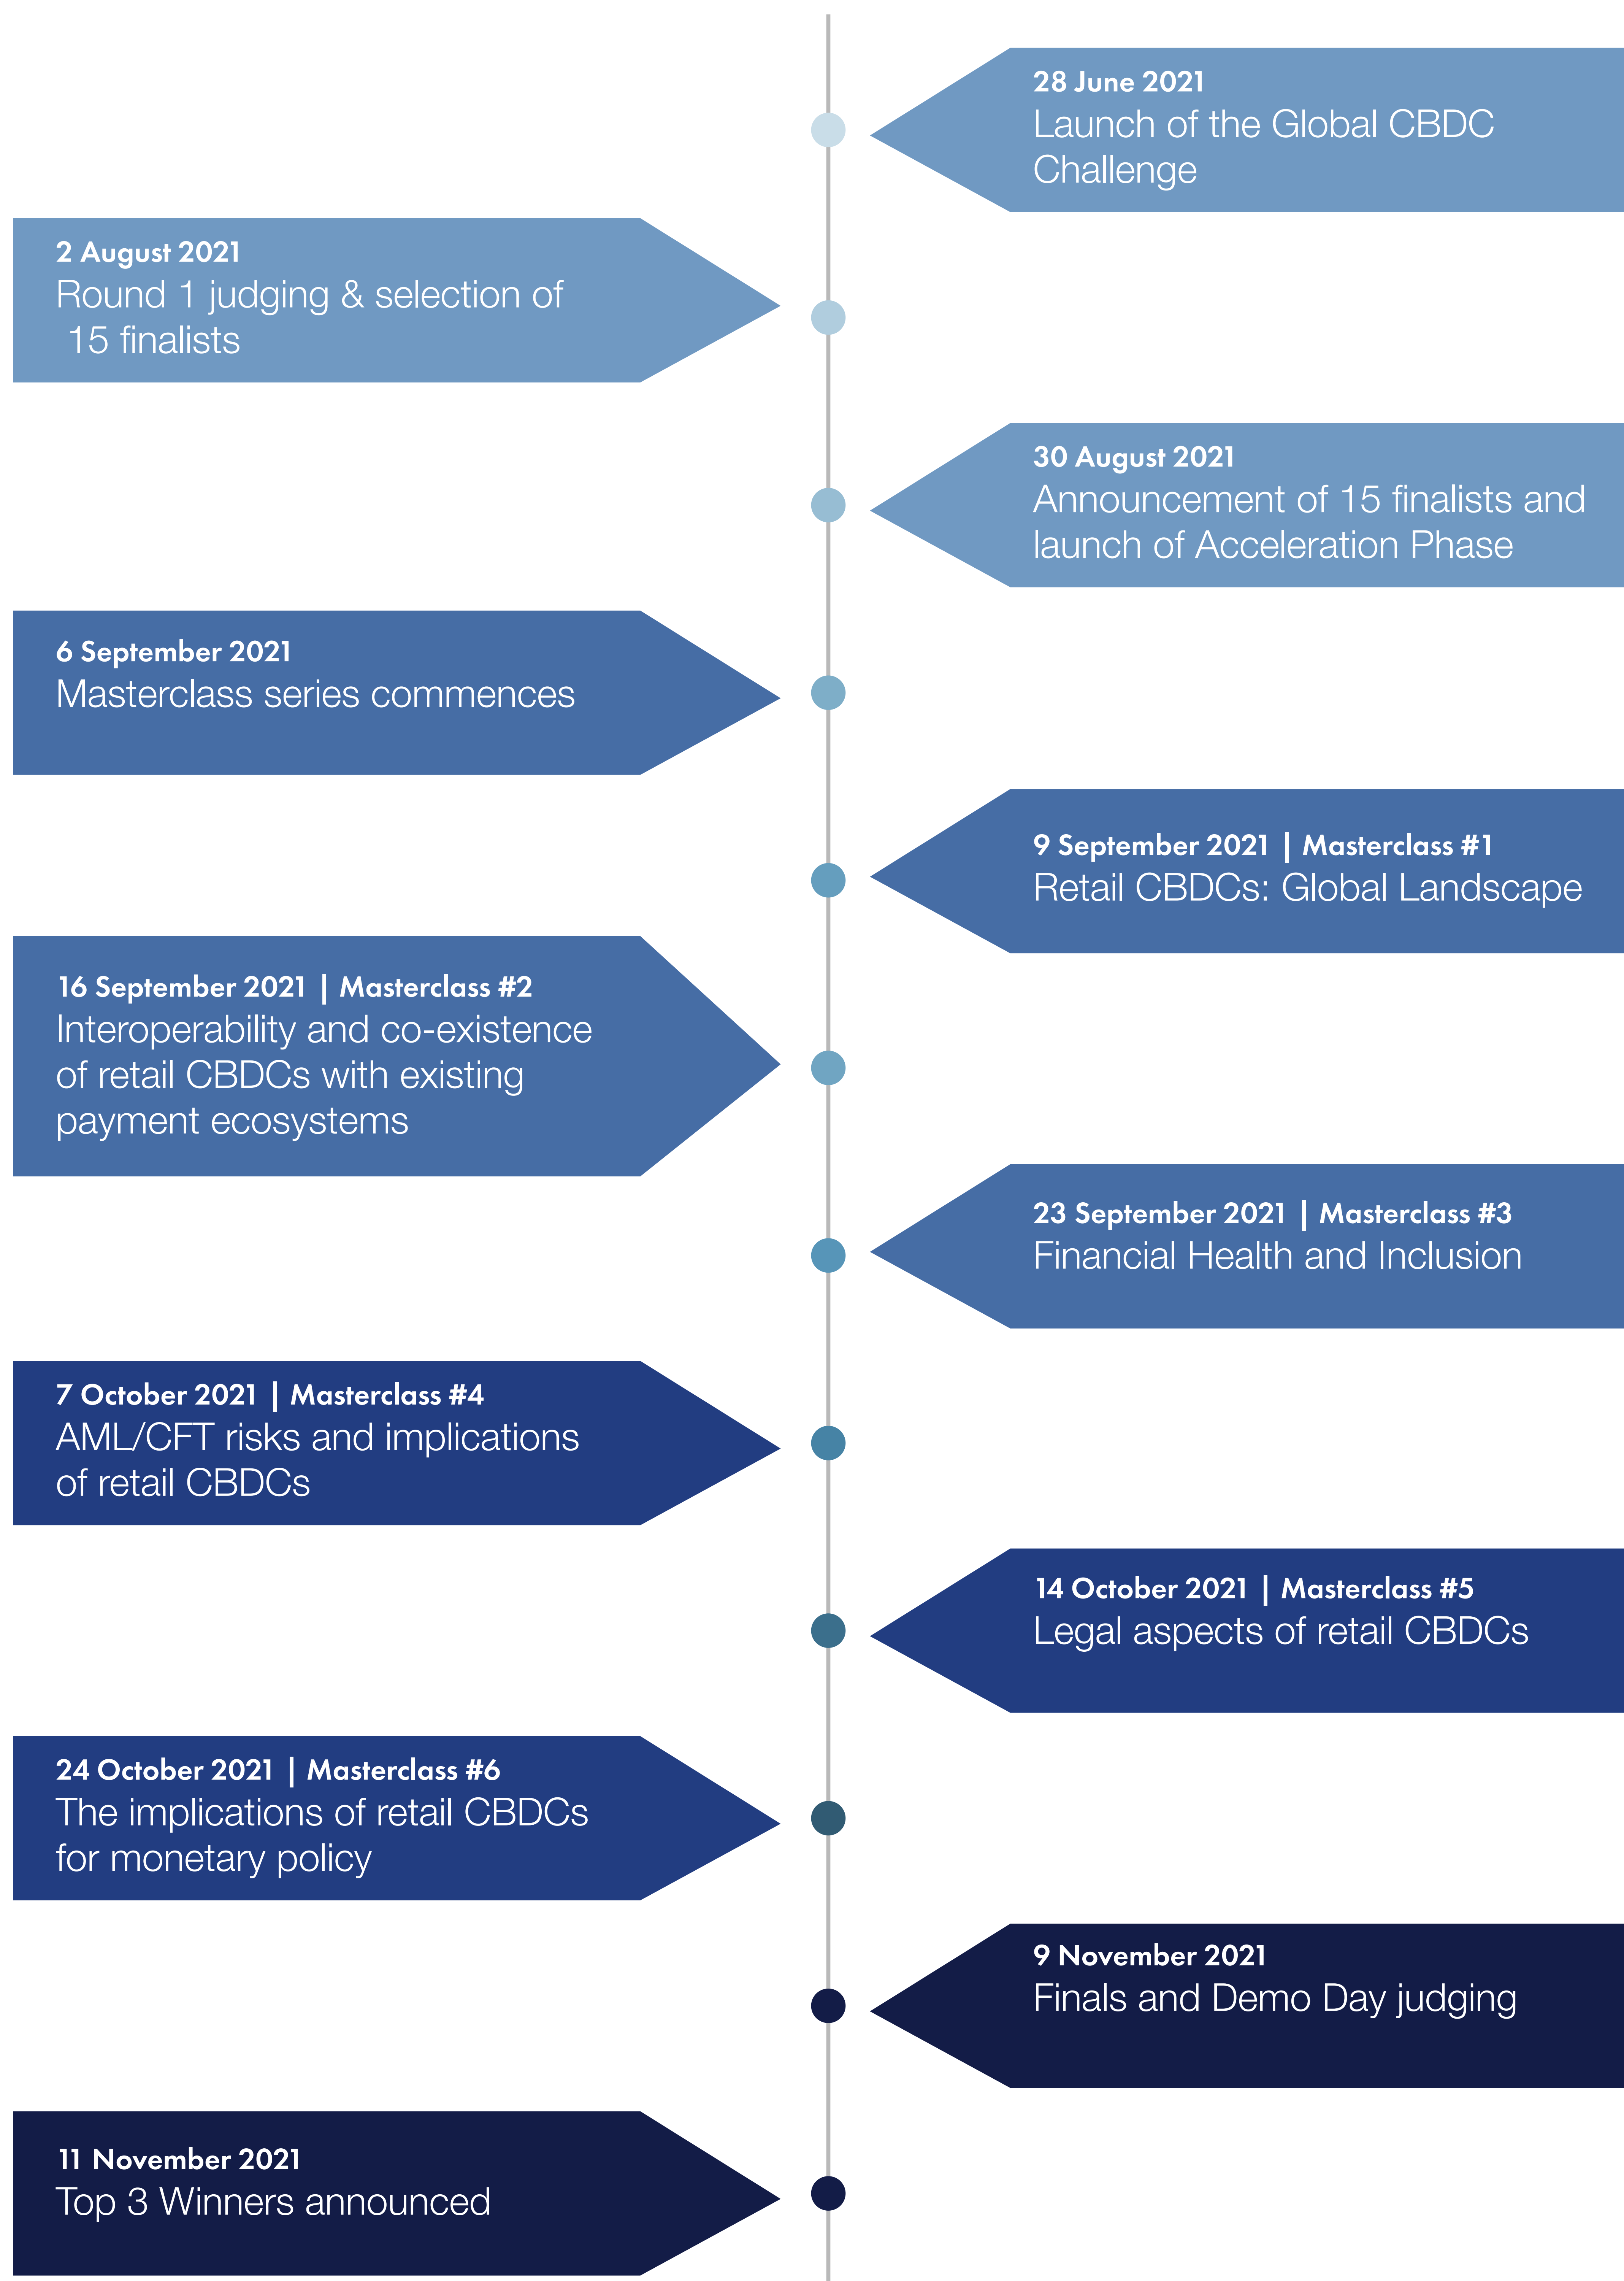 28 June 2021
Launch of the Global CBDC
Challenge
2 August 2021
Round 1 judging & selection of
15 finalists
30 August 2021
Announcement of 15 finalists and
launch of Acceleration Phase
6 September 2021
Masterclass series commences
9 September 2021 | Masterclass #1
Retail CBDCs: Global Landscape
16 September 2021 | Masterclass #2
Interoperability and co-existence
of retail CBDCs with existing
payment ecosystems
23 September 2021 | Masterclass #3
Financial Health and Inclusion
7 October 2021 | Masterclass #4
AML/CFT risks and implications
of retail CBDCs
14 October 2021 | Masterclass #5
Legal aspects of retail CBDCs
24 October 2021 | Masterclass #6
The implications of retail CBDCs
for monetary policy
9 November 2021
Finals and Demo Day judging
11 November 2021
Top 3 Winners announced